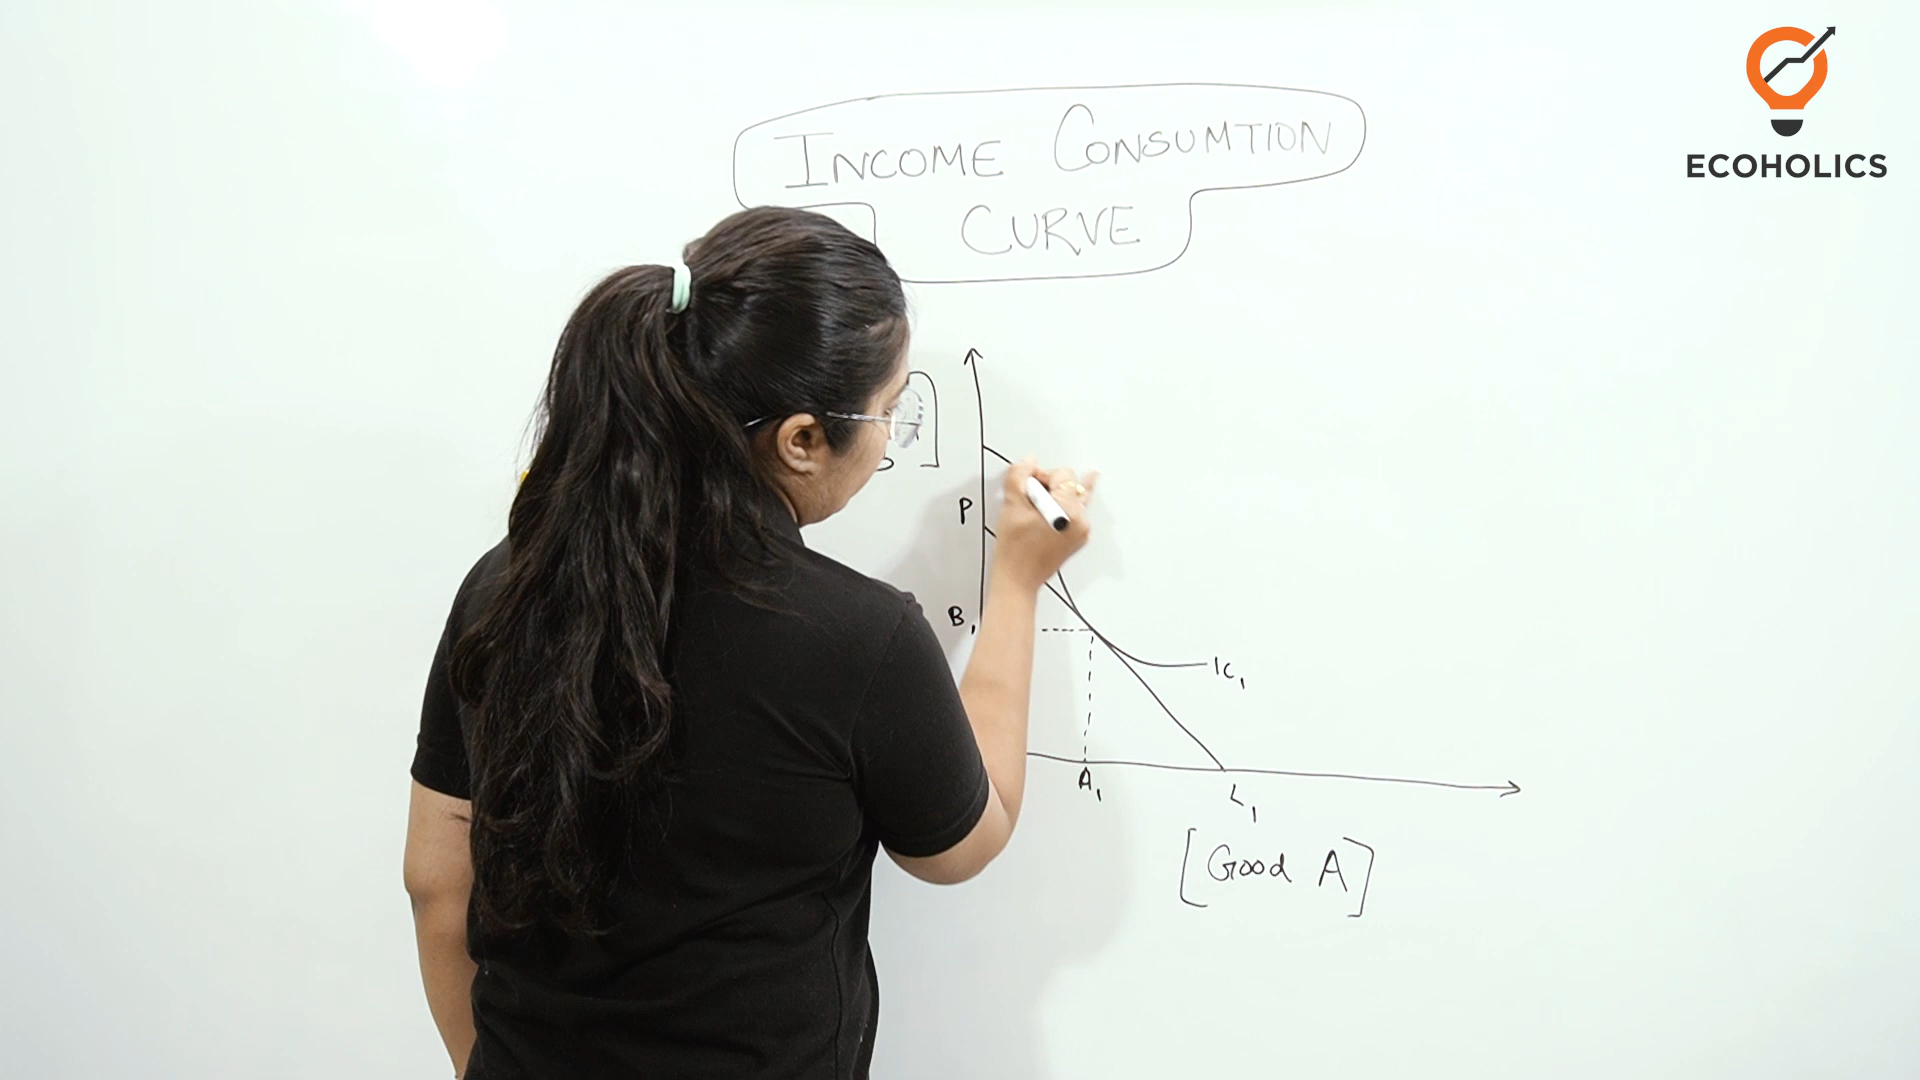 INCOME CONSUMTION
CURVE
ECOHOLICS
P
B1
IC1
A1
L1
[Good A]